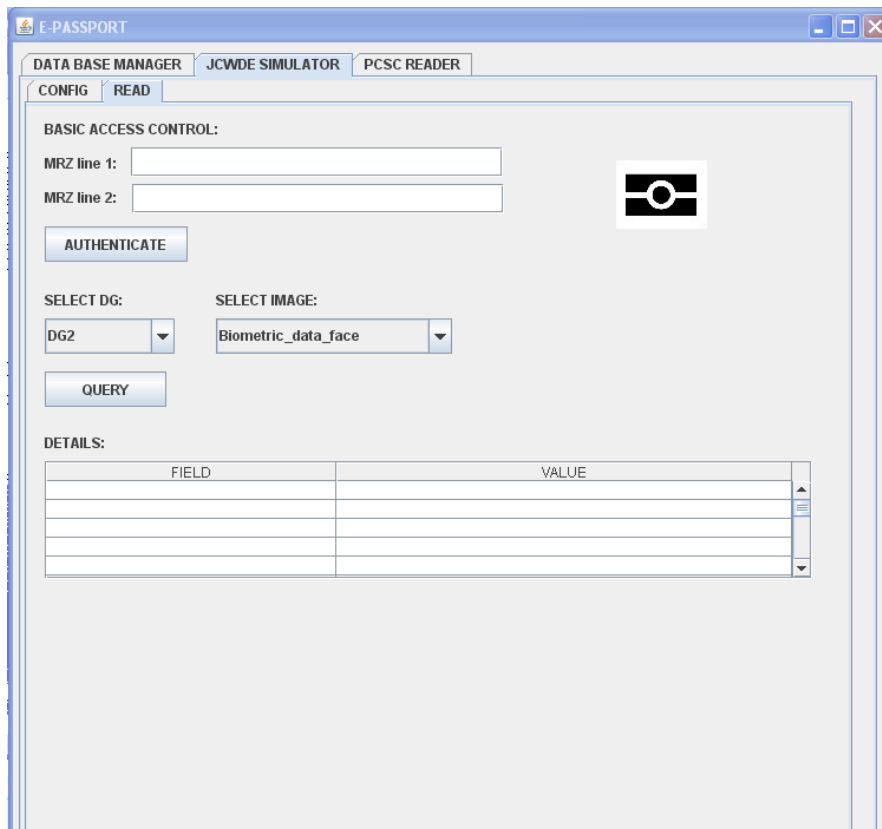 E-PASSPORT
DATA BASE MANAGER JCWDE SIMULATOR PCSC READER
CONFIG READ
BASIC ACCESS CONTROL:
MRZ line 1:
MRZ line 2:
AUTHENTICATE
SELECT DG: SELECT IMAGE:
DG2 Biometric_data_face
QUERY
DETAILS:
FIELD VALUE